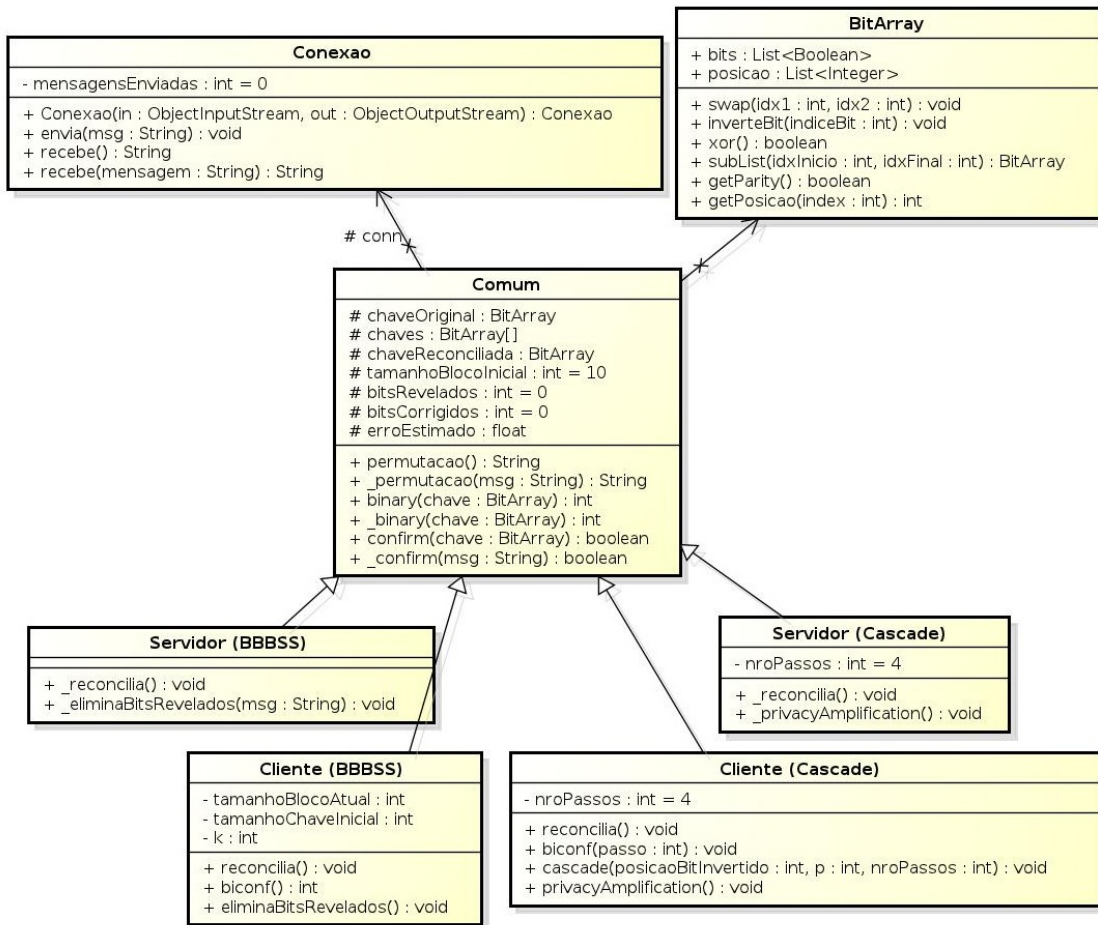 Conexao
- mensagensEnviadas : int = 0
+ Conexao(in : ObjectInputStream, out : ObjectOutputStream) : Conexao
+ envia(msg : String) : void
+ recebe() : String
+ recebe(mensagem : String) : String
BitArray
+ bits : List<Boolean>
+ posicao : List<Integer>
+ swap(idx1 : int, idx2 : int) : void
+ inverteBit(indiceBit : int) : void
+ xor() : boolean
+ subList(idxInicio : int, idxFinal : int) : BitArray
+ getParity() : boolean
+ getPosicao(index : int) : int
# conn
Comum
# chaveOriginal : BitArray
# chaves : BitArray[]
# chaveReconciliada : BitArray
# tamanhoBlocoInicial : int = 10
# bitsRevelados : int = 0
# bitsCorrigidos : int = 0
# erroEstimado : float
+ permutacao() : String
+ _permutacao(msg : String) : String
+ binary(chave : BitArray) : int
+ _binary(chave : BitArray) : int
+ confirm(chave : BitArray) : boolean
+ _confirm(msg : String) : boolean
Servidor (BBBSS)
+ _reconcilia() : void
+ _eliminaBitsRevelados(msg : String) : void
Servidor (Cascade)
- nroPassos : int = 4
+ _reconcilia() : void
+ _privacyAmplification() : void
Cliente (BBBSS)
- tamanhoBlocoAtual : int
- tamanhoChaveInicial : int
- k : int
+ reconcilia() : void
+ biconf() : int
+ eliminaBitsRevelados() : void
Cliente (Cascade)
- nroPassos : int = 4
+ reconcilia() : void
+ biconf(passo : int) : void
+ cascade(posicaoBitInvertido : int, p : int, nroPassos : int) : void
+ privacyAmplification() : void